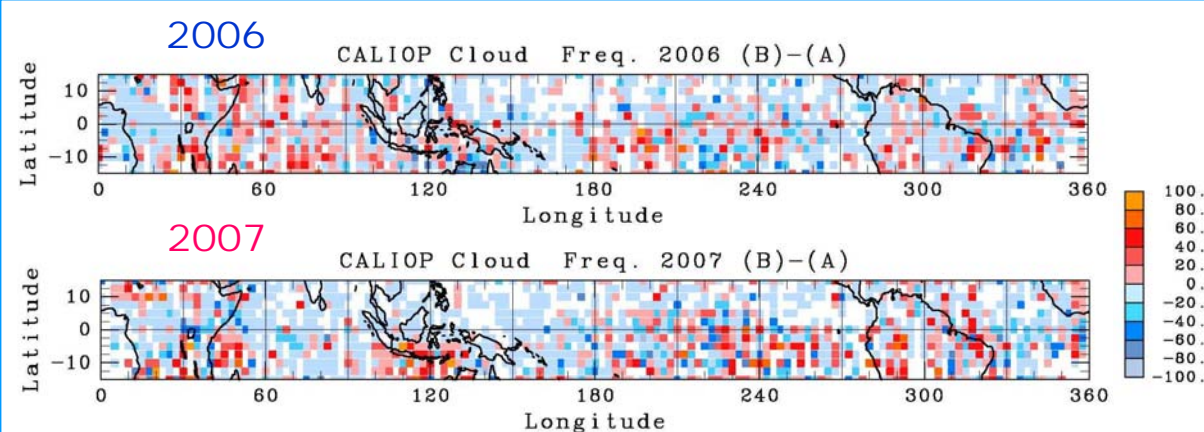 2006
CALIOP Cloud Freq. 2006 (B)-(A)
Latitude
10
0
-10
0 60 120 180 240 300 360
Longitude
2007
CALIOP Cloud Freq. 2007 (B)-(A)
Latitude
10
0
-10
0 60 120 180 240 300 360
Longitude
100.
80.
60.
40.
20.
0.
-20.
-40.
-60.
-80.
-100.